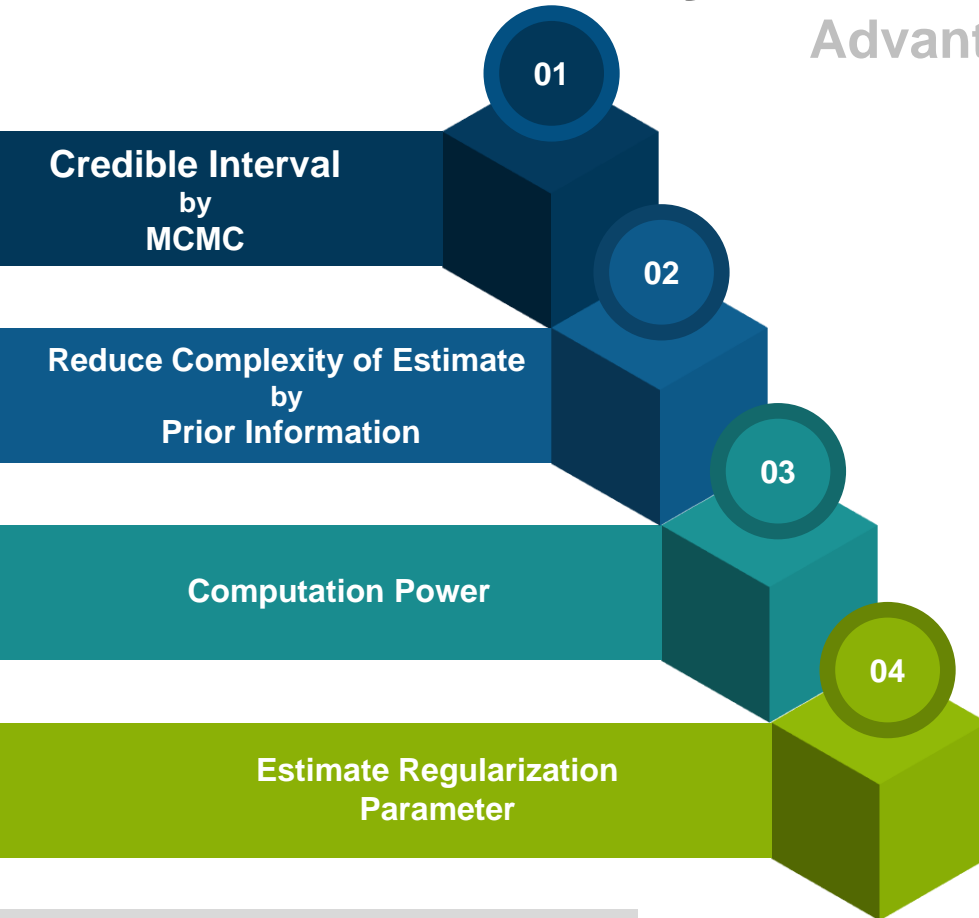 Advant
01
Credible Interval
by
MCMC
02
Reduce Complexity of Estimate
by
Prior Information
03
Computation Power
04
Estimate Regularization
Parameter